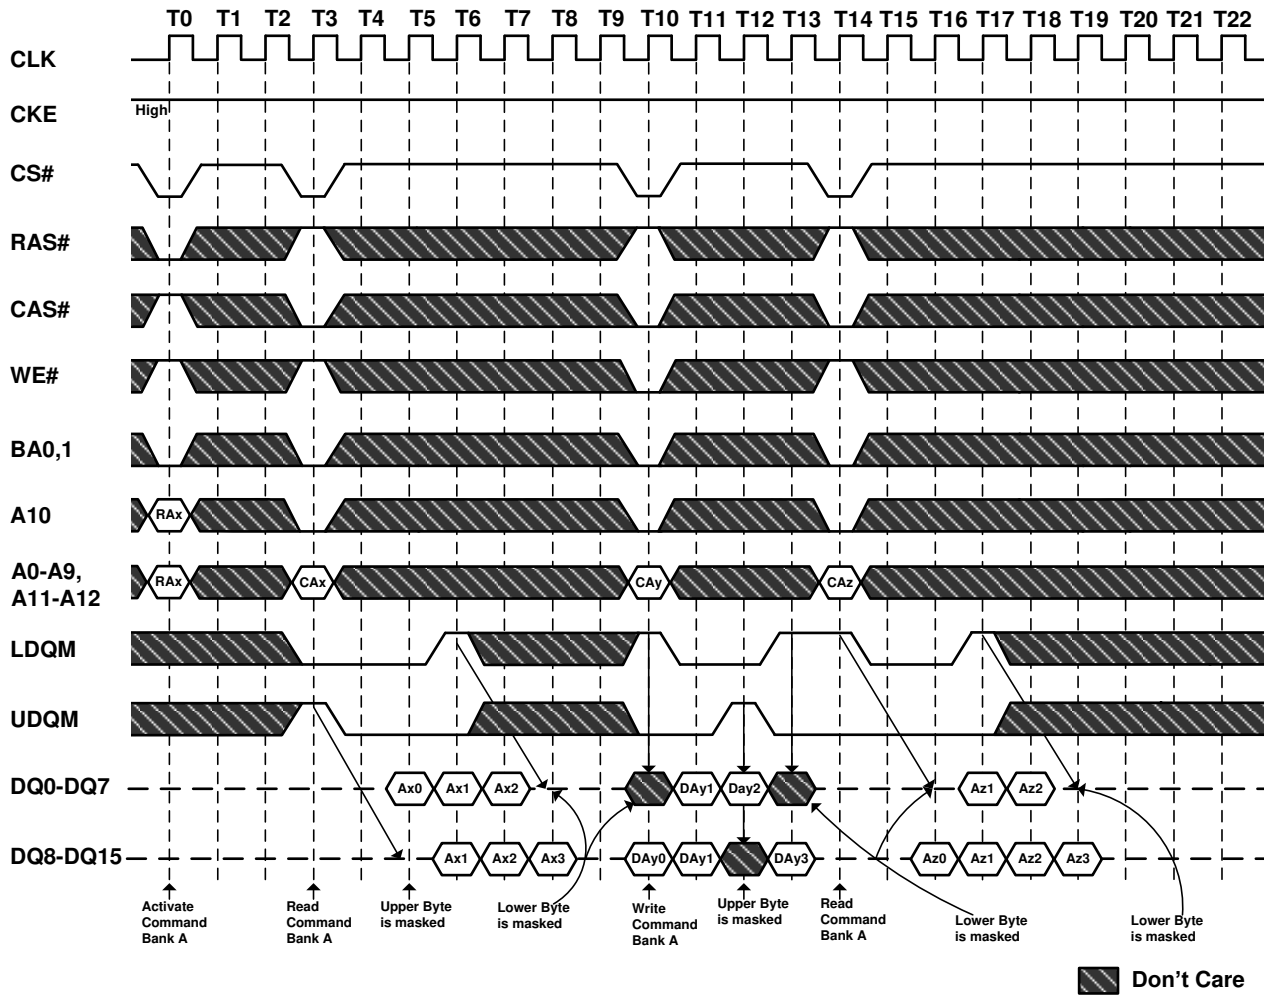 T0 T1 T2 T3 T4 T5 T6 T7 T8 T9 T10 T11 T12 T13 T14 T15 T16 T17 T18 T19 T20 T21 T22
CLK
CKE
High
CS#
RAS#
CAS#
WE#
BA0,1
A10
RAx
A0-A9,
A11-A12
RAx CAx CAy CAz
LDQM
UDQM
DQ0-DQ7
Ax0 Ax1 Ax2 DAy1 Day2 Az1 Az2
DQ8-DQ15
Ax1 Ax2 Ax3 DAy0 DAy1 DAy3 Az0 Az1 Az2 Az3
Activate
Command
Bank A
Read
Command
Bank A
Upper Byte
is masked
Lower Byte
is masked
Write
Command
Bank A
Upper Byte
is masked
Read
Command
Bank A
Lower Byte
is masked
Lower Byte
is masked
Don't Care